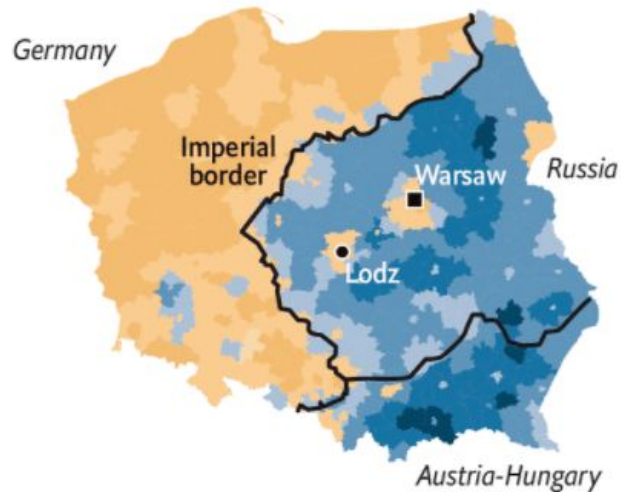 Germany
Imperial
border
Warsaw
Russia
Lodz
Austria-Hungary